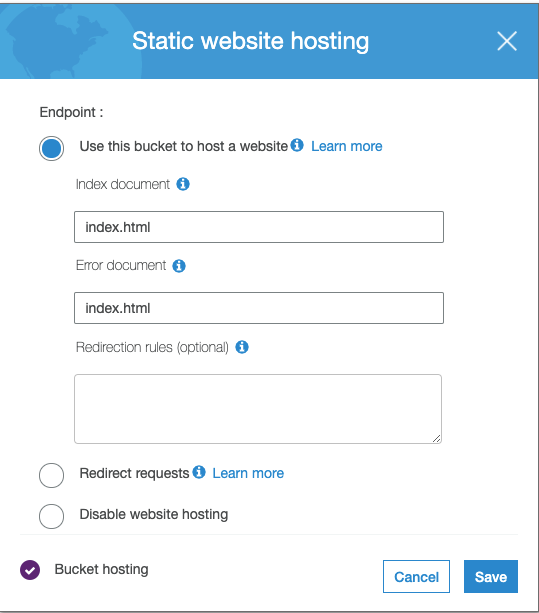 Static website hosting
Endpoint :
Use this bucket to host a website Learn more
Index document
index.html
Error document
index.html
Redirection rules (optional)
Redirect requests Learn more
Disable website hosting
Bucket hosting
Cancel Save